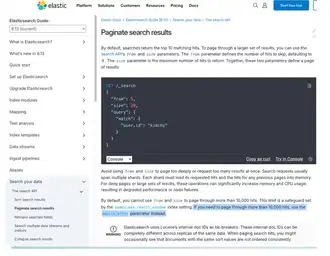 elastic
Start free trial
Contact Sales
Elasticsearch Guide:
8.13 (current)
What is Elasticsearch?
What's new in 8.13
Quick start
Set up Elasticsearch
Upgrade Elasticsearch
Index modules
Mapping
Text analysis
Index templates
Data streams
Ingest pipelines
Aliases
Search your data
The search API
Sort search results
Paginate search results
Retrieve selected fields
Search multiple data streams and indices
Collapse search results
Elastic Docs › Elasticsearch Guide [8.13] › Search your data › The search API
Paginate search results
By default, searches return the top 10 matching hits. To page through a larger set of results, you can use the
search API's from and size parameters. The from parameter defines the number of hits to skip, defaulting to
0. The size parameter is the maximum number of hits to return. Together, these two parameters define a page
of results.
GET /_search
{
"from": 5,
"size": 20,
"query": {
"match": {
"user.id": "kimchy"
}
}
}
Console
Copy as curl
Try in Console
Avoid using from and size to page too deeply or request too many results at once. Search requests usually
span multiple shards. Each shard must load its requested hits and the hits for any previous pages into memory.
For deep pages or large sets of results, these operations can significantly increase memory and CPU usage,
resulting in degraded performance or node failures.
By default, you cannot use from and size to page through more than 10,000 hits. This limit is a safeguard set by
the index.max_result_window index setting. If you need to page through more than 10,000 hits, use the
search_after parameter instead.
Elasticsearch uses Lucene's internal doc IDs as tie-breakers. These internal doc IDs can be
completely different across replicas of the same data. When paging search hits, you might
occasionally see that documents with the same sort values are not ordered consistently.